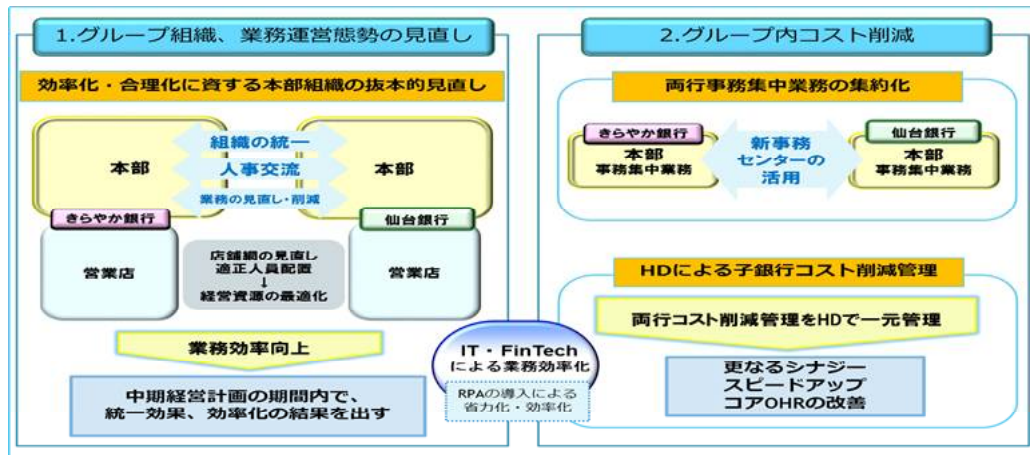 1.グループ組織、業務運営態勢の見直し
効率化・合理化に資する本部組織の抜本的見直し
本部
組織の統一
人事交流
業務の見直し・削減
本部
きらやか銀行
仙台銀行
営業店
店舗網の見直し
適正人員配置
↓
経営資源の最適化
営業店
業務効率向上
中期経営計画の期間内で、
統一効果、効率化の結果を出す
IT・FinTech
による業務効率化
RPAの導入による
省力化・効率化
2.グループ内コスト削減
両行事務集中業務の集約化
きらやか銀行
本部
事務集中業務
新事務
センターの
活用
仙台銀行
本部
事務集中業務
HDによる子銀行コスト削減管理
両行コスト削減管理をHDで一元管理
更なるシナジー
スピードアップ
コアOHRの改善